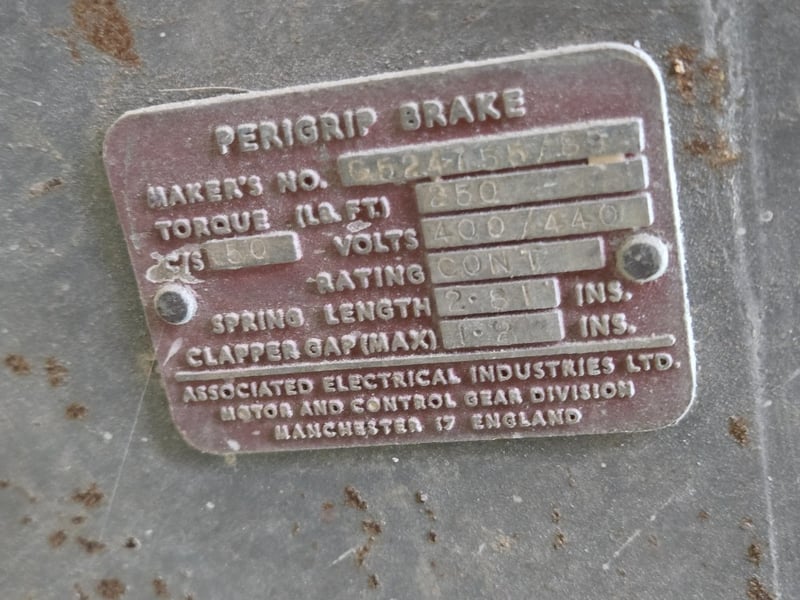 PERIGRIP BRAKE
MAKER'S NO.
TORQUE (LB.FT.) 250
C/S 50 VOLTS 400/440
RATING CONT
SPRING LENGTH 2.81 INS.
CLAPPER GAP (MAX) 1.2 INS.
ASSOCIATED ELECTRICAL INDUSTRIES LTD.
MOTOR AND CONTROL GEAR DIVISION
MANCHESTER 17 ENGLAND